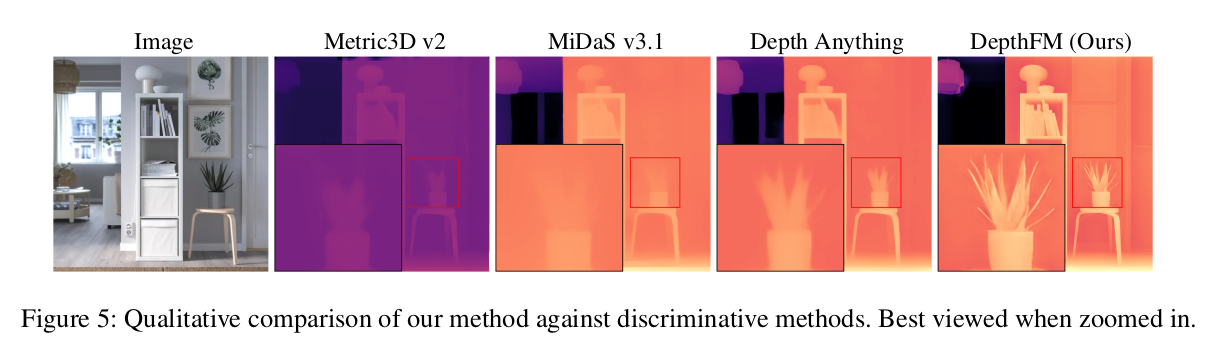 Image Metric3D v2 MiDaS v3.1 Depth Anything DepthFM (Ours)
Figure 5: Qualitative comparison of our method against discriminative methods. Best viewed when zoomed in.